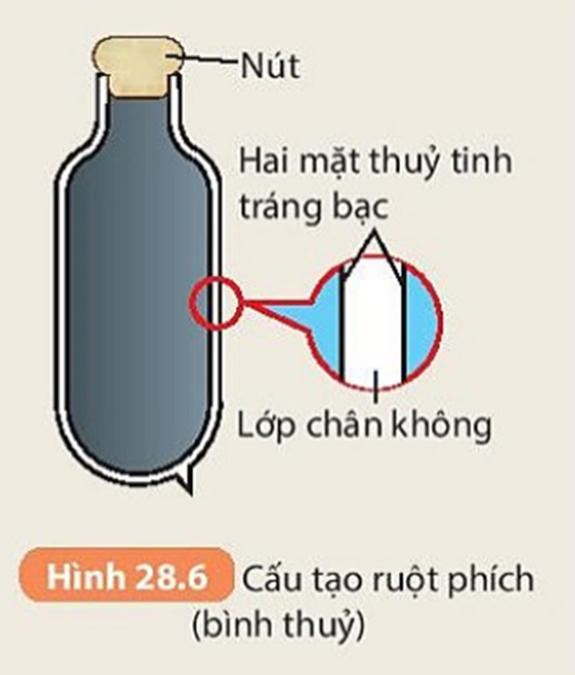 Nút
Hai mặt thuỷ tinh
tráng bạc
Lớp chân không
Hình 28.6 Cấu tạo ruột phích
(bình thuỷ)